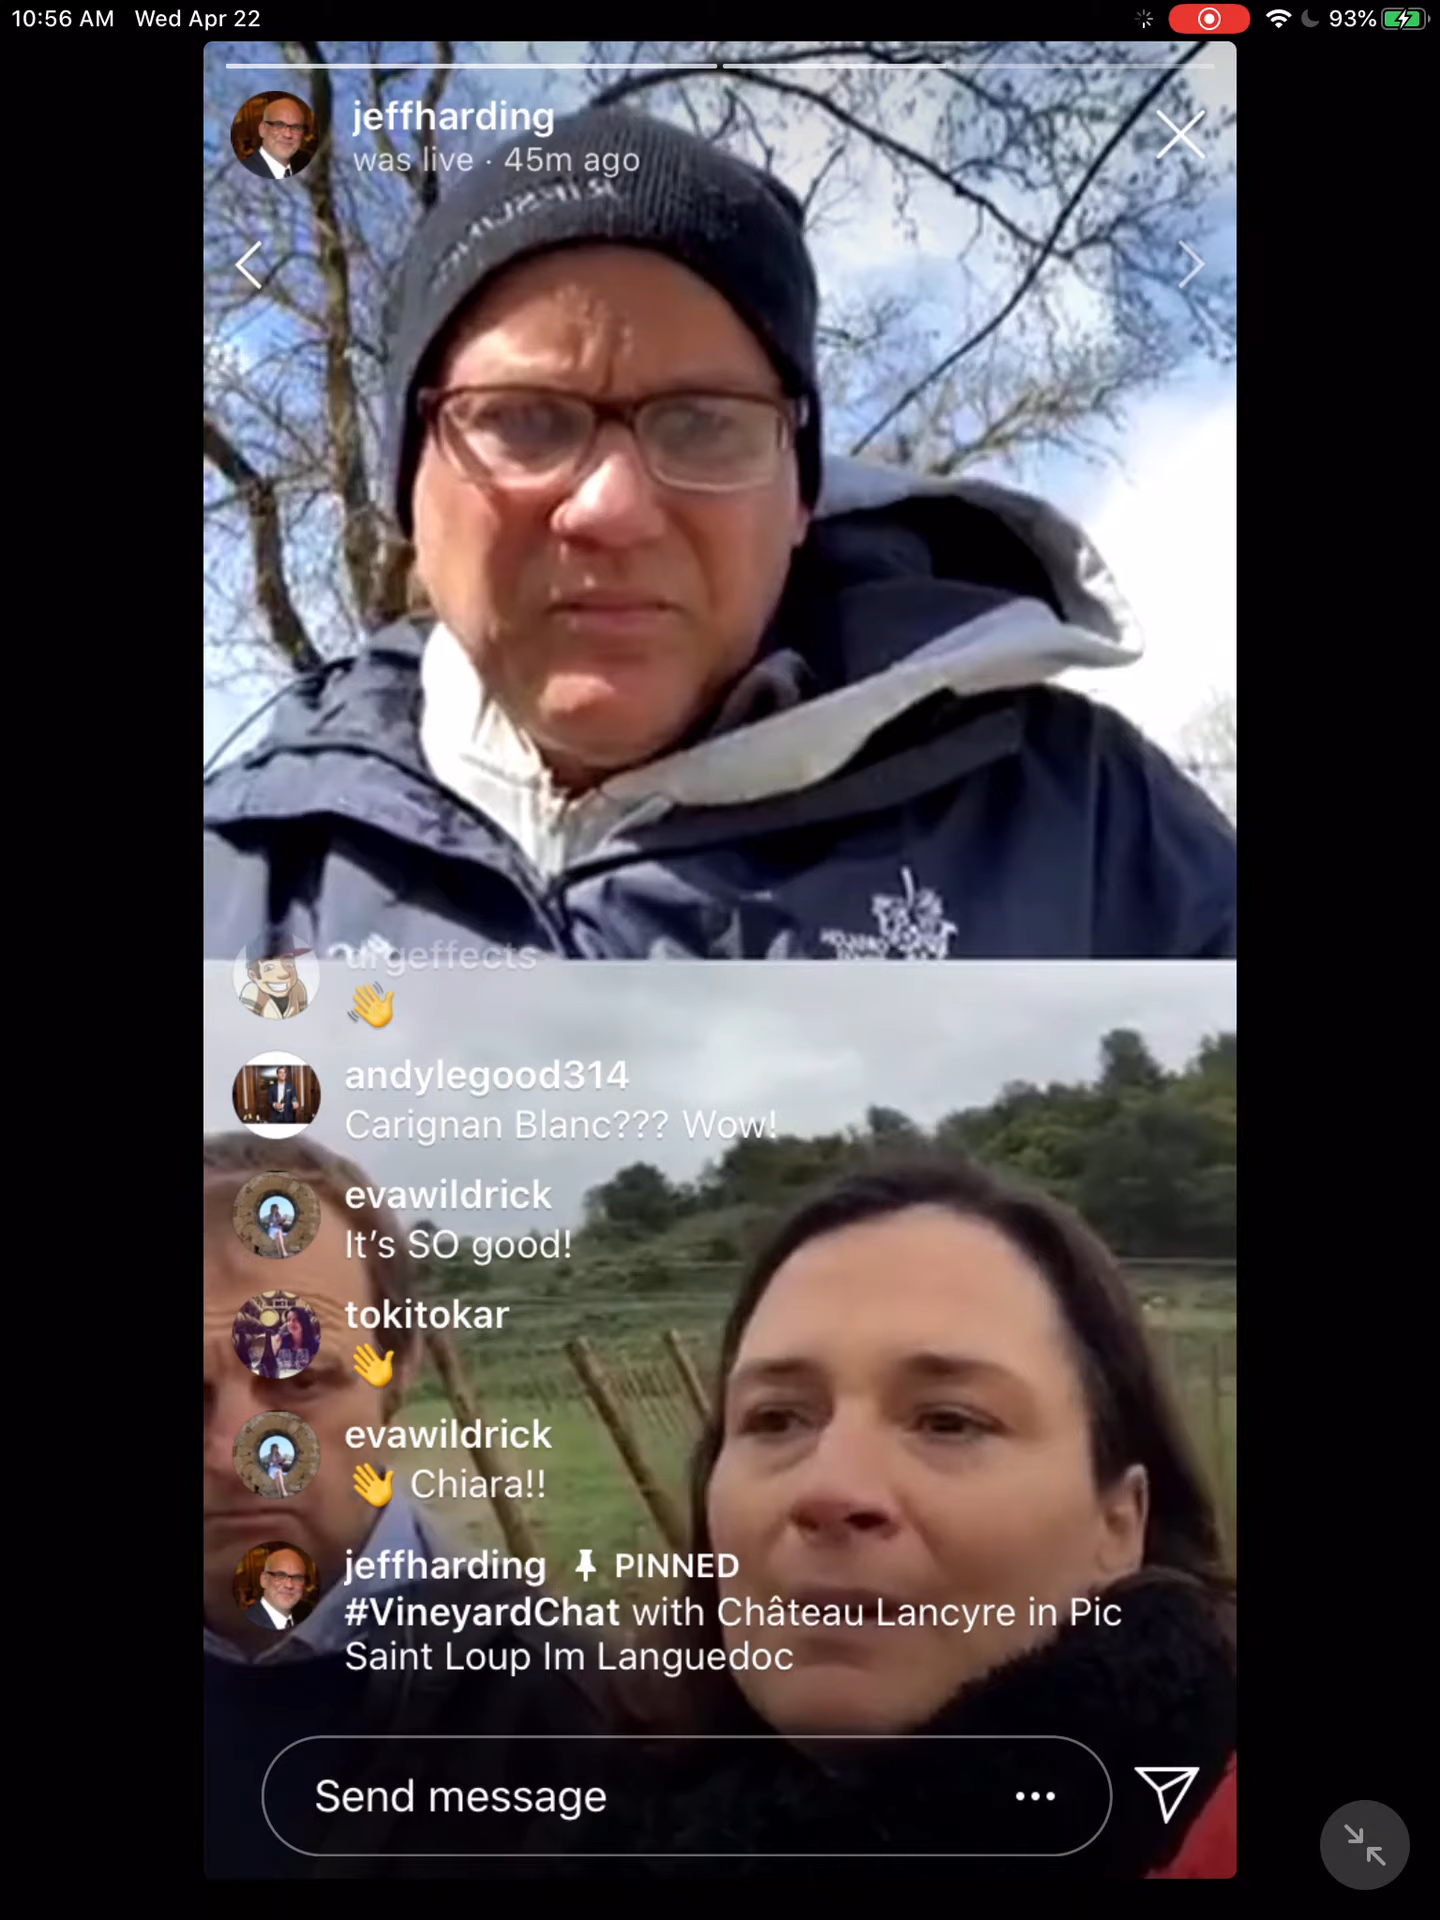 10:56 AM Wed Apr 22
93%
jeffharding
was live · 45m ago
urgeffects
👋
andylegood314
Carignan Blanc??? Wow!
evawildrick
It's SO good!
tokitokar
👋
evawildrick
👋 Chiara!!
jeffharding PINNED
#VineyardChat with Château Lancyre in Pic
Saint Loup Im Languedoc
Send message